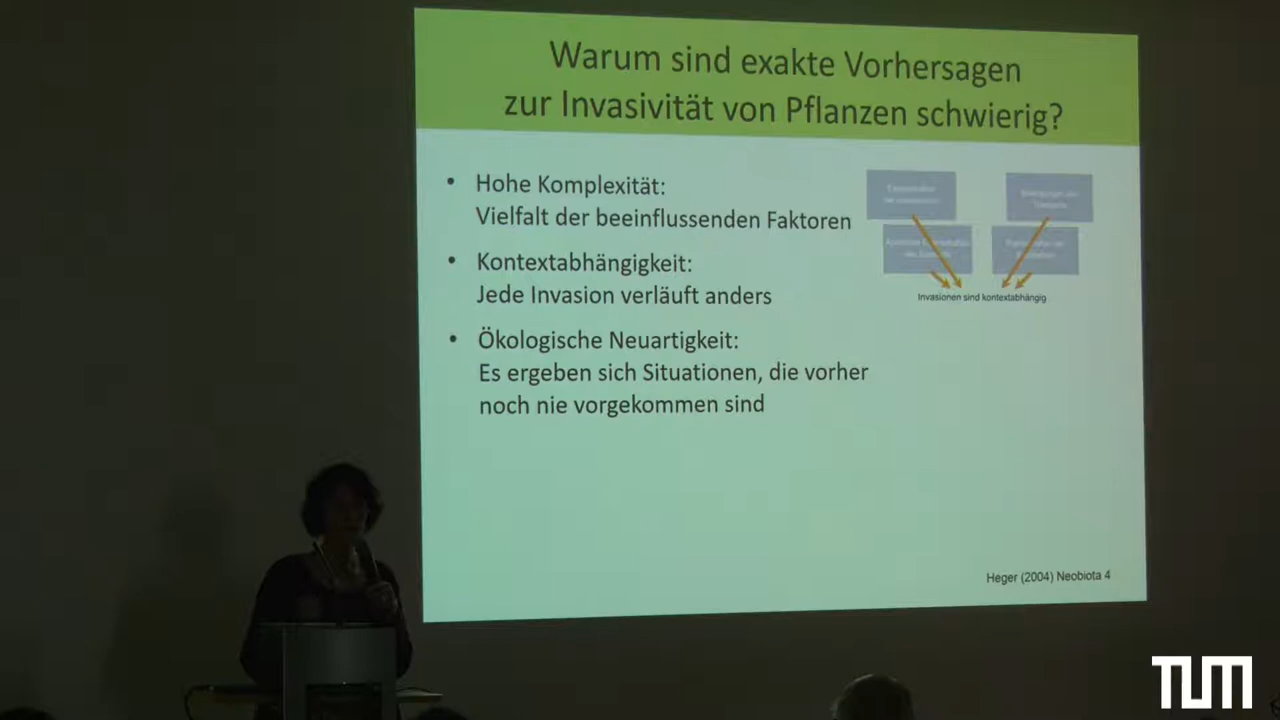 Warum sind exakte Vorhersagen
zur Invasivität von Pflanzen schwierig?
• Hohe Komplexität:
Vielfalt der beeinflussenden Faktoren
• Kontextabhängigkeit:
Jede Invasion verläuft anders
• Ökologische Neuartigkeit:
Es ergeben sich Situationen, die vorher
noch nie vorgekommen sind
Invasionen sind kontextabhängig
Heger (2004) Neobiota 4
TUM